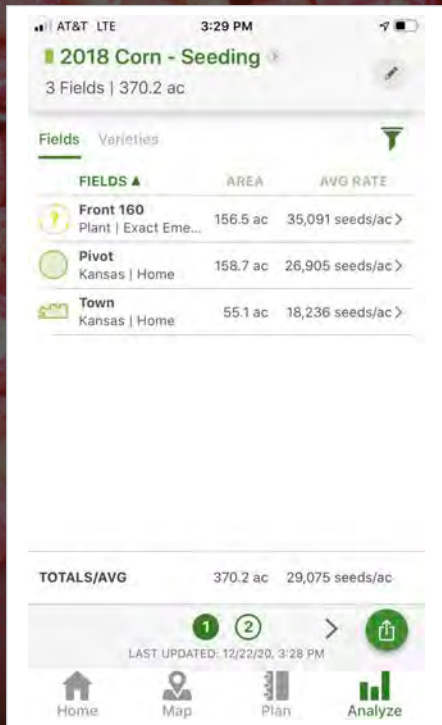 AT&T LTE 3:29 PM
2018 Corn - Seeding
3 Fields | 370.2 ac
Fields Varieties
FIELDS ▲ AREA AVG RATE
Front 160
Plant | Exact Eme... 156.5 ac 35,091 seeds/ac >
Pivot
Kansas | Home 158.7 ac 26,905 seeds/ac >
Town
Kansas | Home 55.1 ac 18,236 seeds/ac >
TOTALS/AVG 370.2 ac 29,075 seeds/ac
1 2 >
LAST UPDATED: 12/22/20, 3:28 PM
Home Map Plan Analyze